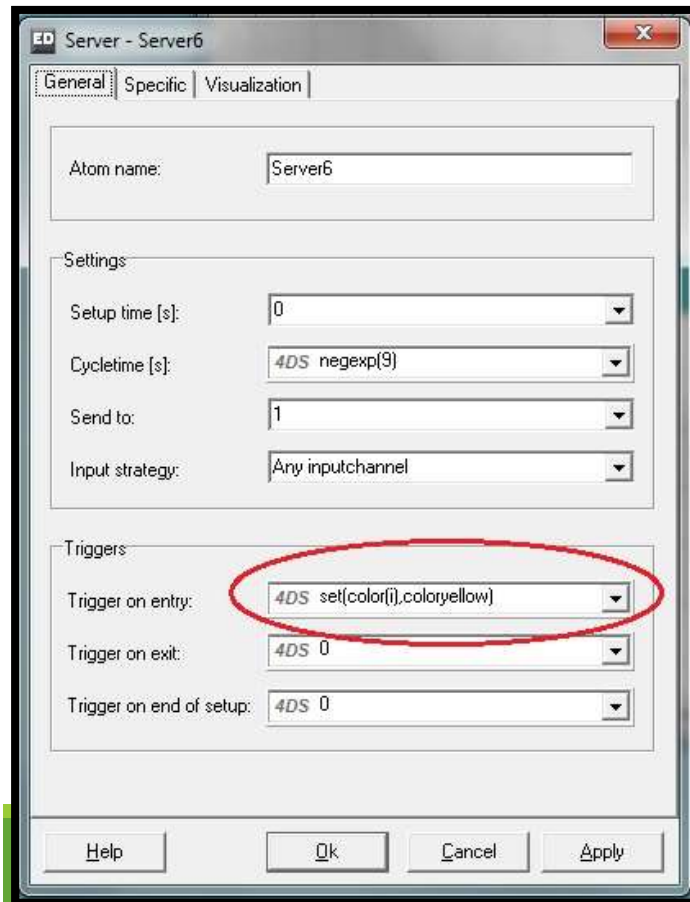 ED Server - Server6
General Specific Visualization
Atom name: Server6
Settings
Setup time [s]: 0
Cycletime [s]: 4DS negexp(9)
Send to: 1
Input strategy: Any inputchannel
Triggers
Trigger on entry: 4DS set(color(i),coloryellow)
Trigger on exit: 4DS 0
Trigger on end of setup: 4DS 0
Help Ok Cancel Apply